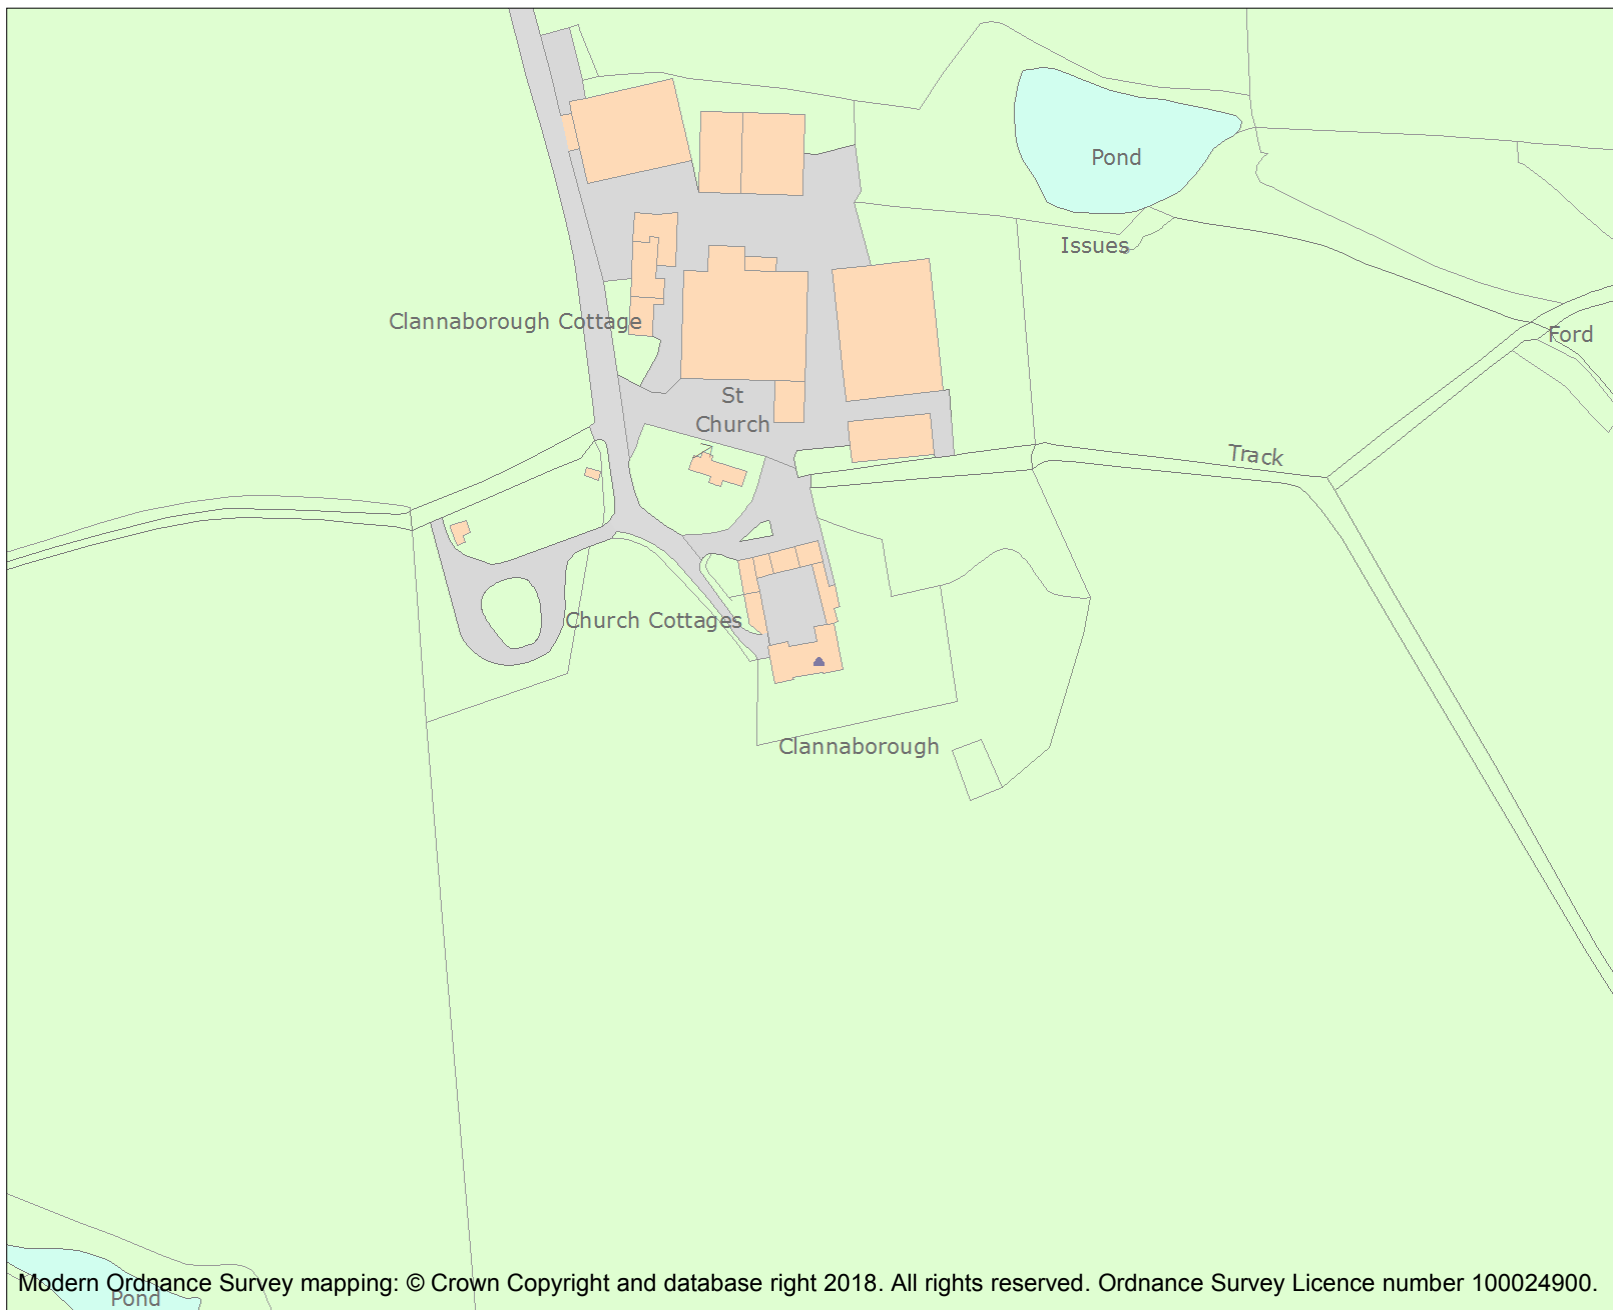 Pond
Issues
Clannaborough Cottage
Ford
St
Church
Track
Church Cottages
Clannaborough
Modern Ordnance Survey mapping: © Crown Copyright and database right 2018. All rights reserved. Ordnance Survey Licence number 100024900.
Pond